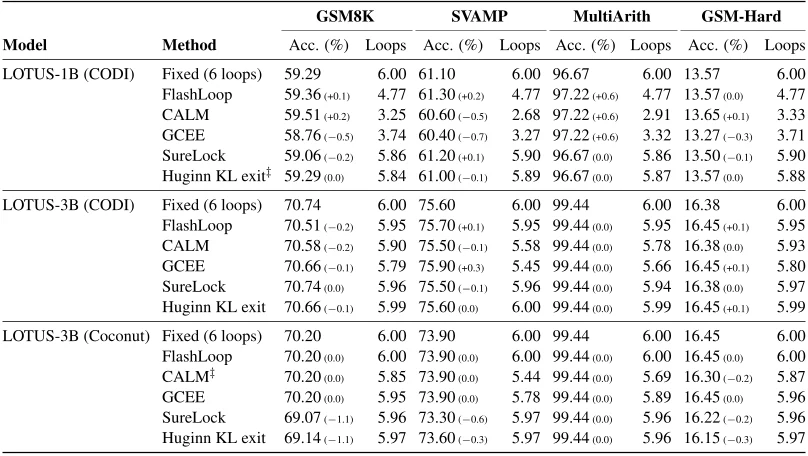 GSM8K SVAMP MultiArith GSM-Hard
Model Method Acc. (%) Loops Acc. (%) Loops Acc. (%) Loops Acc. (%) Loops
LOTUS-1B (CODI) Fixed (6 loops) 59.29 6.00 61.10 6.00 96.67 6.00 13.57 6.00
FlashLoop 59.36 (+0.1) 4.77 61.30 (+0.2) 4.77 97.22 (+0.6) 4.77 13.57 (0.0) 4.77
CALM 59.51 (+0.2) 3.25 60.60 (−0.5) 2.68 97.22 (+0.6) 2.91 13.65 (+0.1) 3.33
GCEE 58.76 (−0.5) 3.74 60.40 (−0.7) 3.27 97.22 (+0.6) 3.32 13.27 (−0.3) 3.71
SureLock 59.06 (−0.2) 5.86 61.20 (+0.1) 5.90 96.67 (0.0) 5.86 13.50 (−0.1) 5.90
Huginn KL exit‡ 59.29 (0.0) 5.84 61.00 (−0.1) 5.89 96.67 (0.0) 5.87 13.57 (0.0) 5.88
LOTUS-3B (CODI) Fixed (6 loops) 70.74 6.00 75.60 6.00 99.44 6.00 16.38 6.00
FlashLoop 70.51 (−0.2) 5.95 75.70 (+0.1) 5.95 99.44 (0.0) 5.95 16.45 (+0.1) 5.95
CALM 70.58 (−0.2) 5.90 75.50 (−0.1) 5.58 99.44 (0.0) 5.78 16.38 (0.0) 5.93
GCEE 70.66 (−0.1) 5.79 75.90 (+0.3) 5.45 99.44 (0.0) 5.66 16.45 (+0.1) 5.80
SureLock 70.74 (0.0) 5.96 75.50 (−0.1) 5.96 99.44 (0.0) 5.94 16.38 (0.0) 5.97
Huginn KL exit 70.66 (−0.1) 5.99 75.60 (0.0) 6.00 99.44 (0.0) 5.99 16.45 (+0.1) 5.99
LOTUS-3B (Coconut) Fixed (6 loops) 70.20 6.00 73.90 6.00 99.44 6.00 16.45 6.00
FlashLoop 70.20 (0.0) 6.00 73.90 (0.0) 6.00 99.44 (0.0) 6.00 16.45 (0.0) 6.00
CALM‡ 70.20 (0.0) 5.85 73.90 (0.0) 5.44 99.44 (0.0) 5.69 16.30 (−0.2) 5.87
GCEE 70.20 (0.0) 5.95 73.90 (0.0) 5.78 99.44 (0.0) 5.89 16.45 (0.0) 5.96
SureLock 69.07 (−1.1) 5.96 73.30 (−0.6) 5.97 99.44 (0.0) 5.96 16.22 (−0.2) 5.96
Huginn KL exit 69.14 (−1.1) 5.97 73.60 (−0.3) 5.97 99.44 (0.0) 5.96 16.15 (−0.3) 5.97